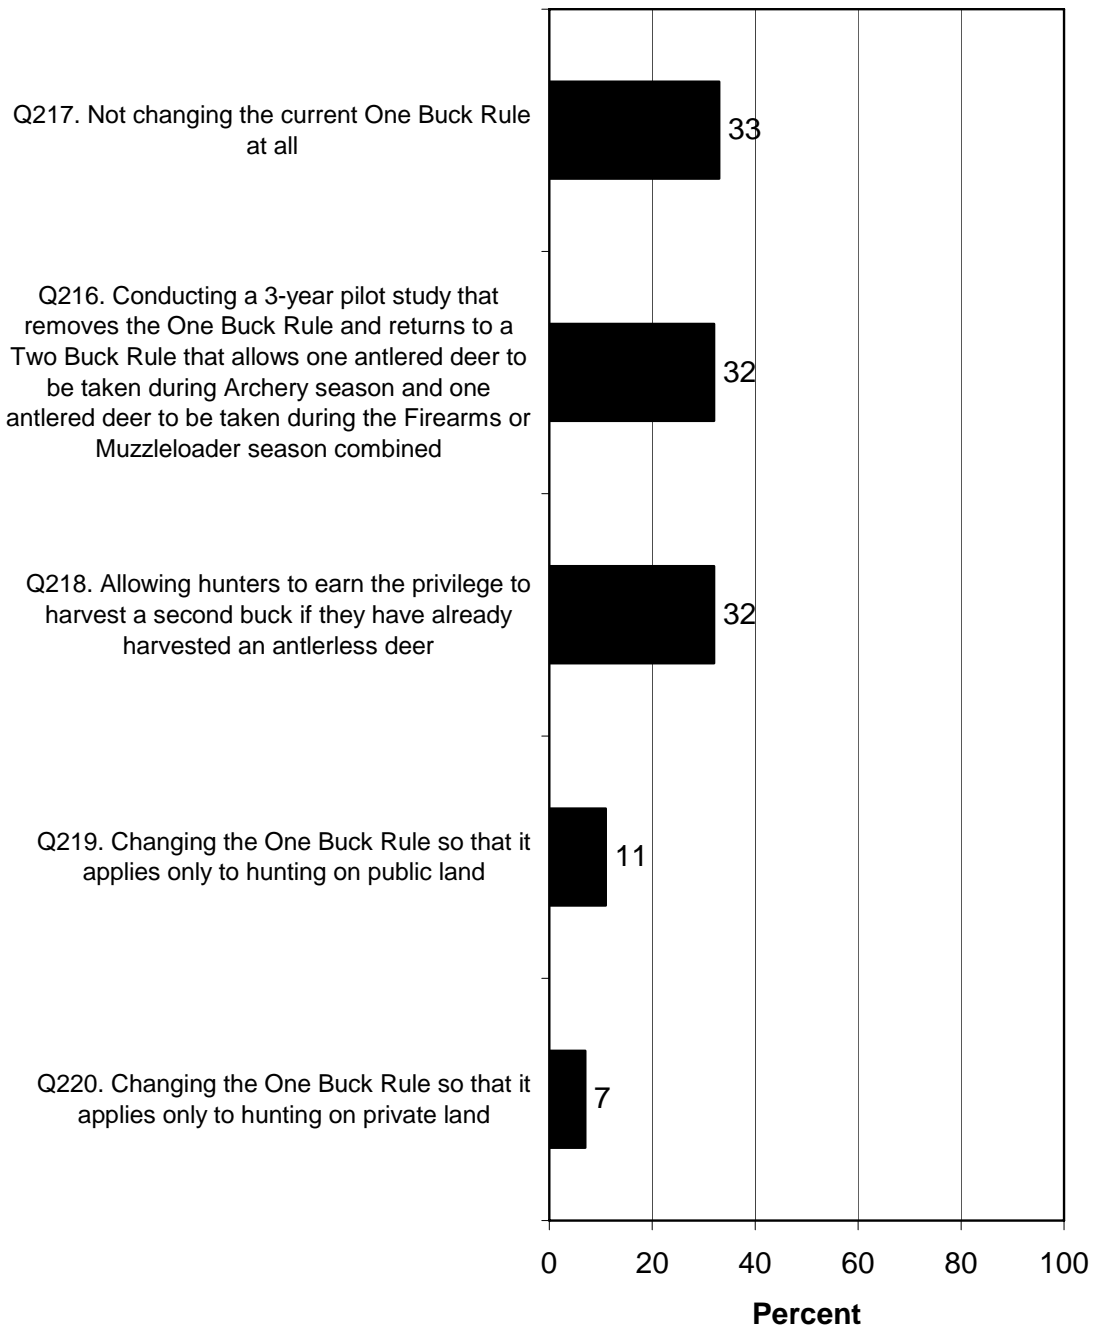 Q217. Not changing the current One Buck Rule
at all
33
Q216. Conducting a 3-year pilot study that
removes the One Buck Rule and returns to a
Two Buck Rule that allows one antlered deer to
be taken during Archery season and one
antlered deer to be taken during the Firearms or
Muzzleloader season combined
32
Q218. Allowing hunters to earn the privilege to
harvest a second buck if they have already
harvested an antlerless deer
32
Q219. Changing the One Buck Rule so that it
applies only to hunting on public land
11
Q220. Changing the One Buck Rule so that it
applies only to hunting on private land
7
0 20 40 60 80 100
Percent